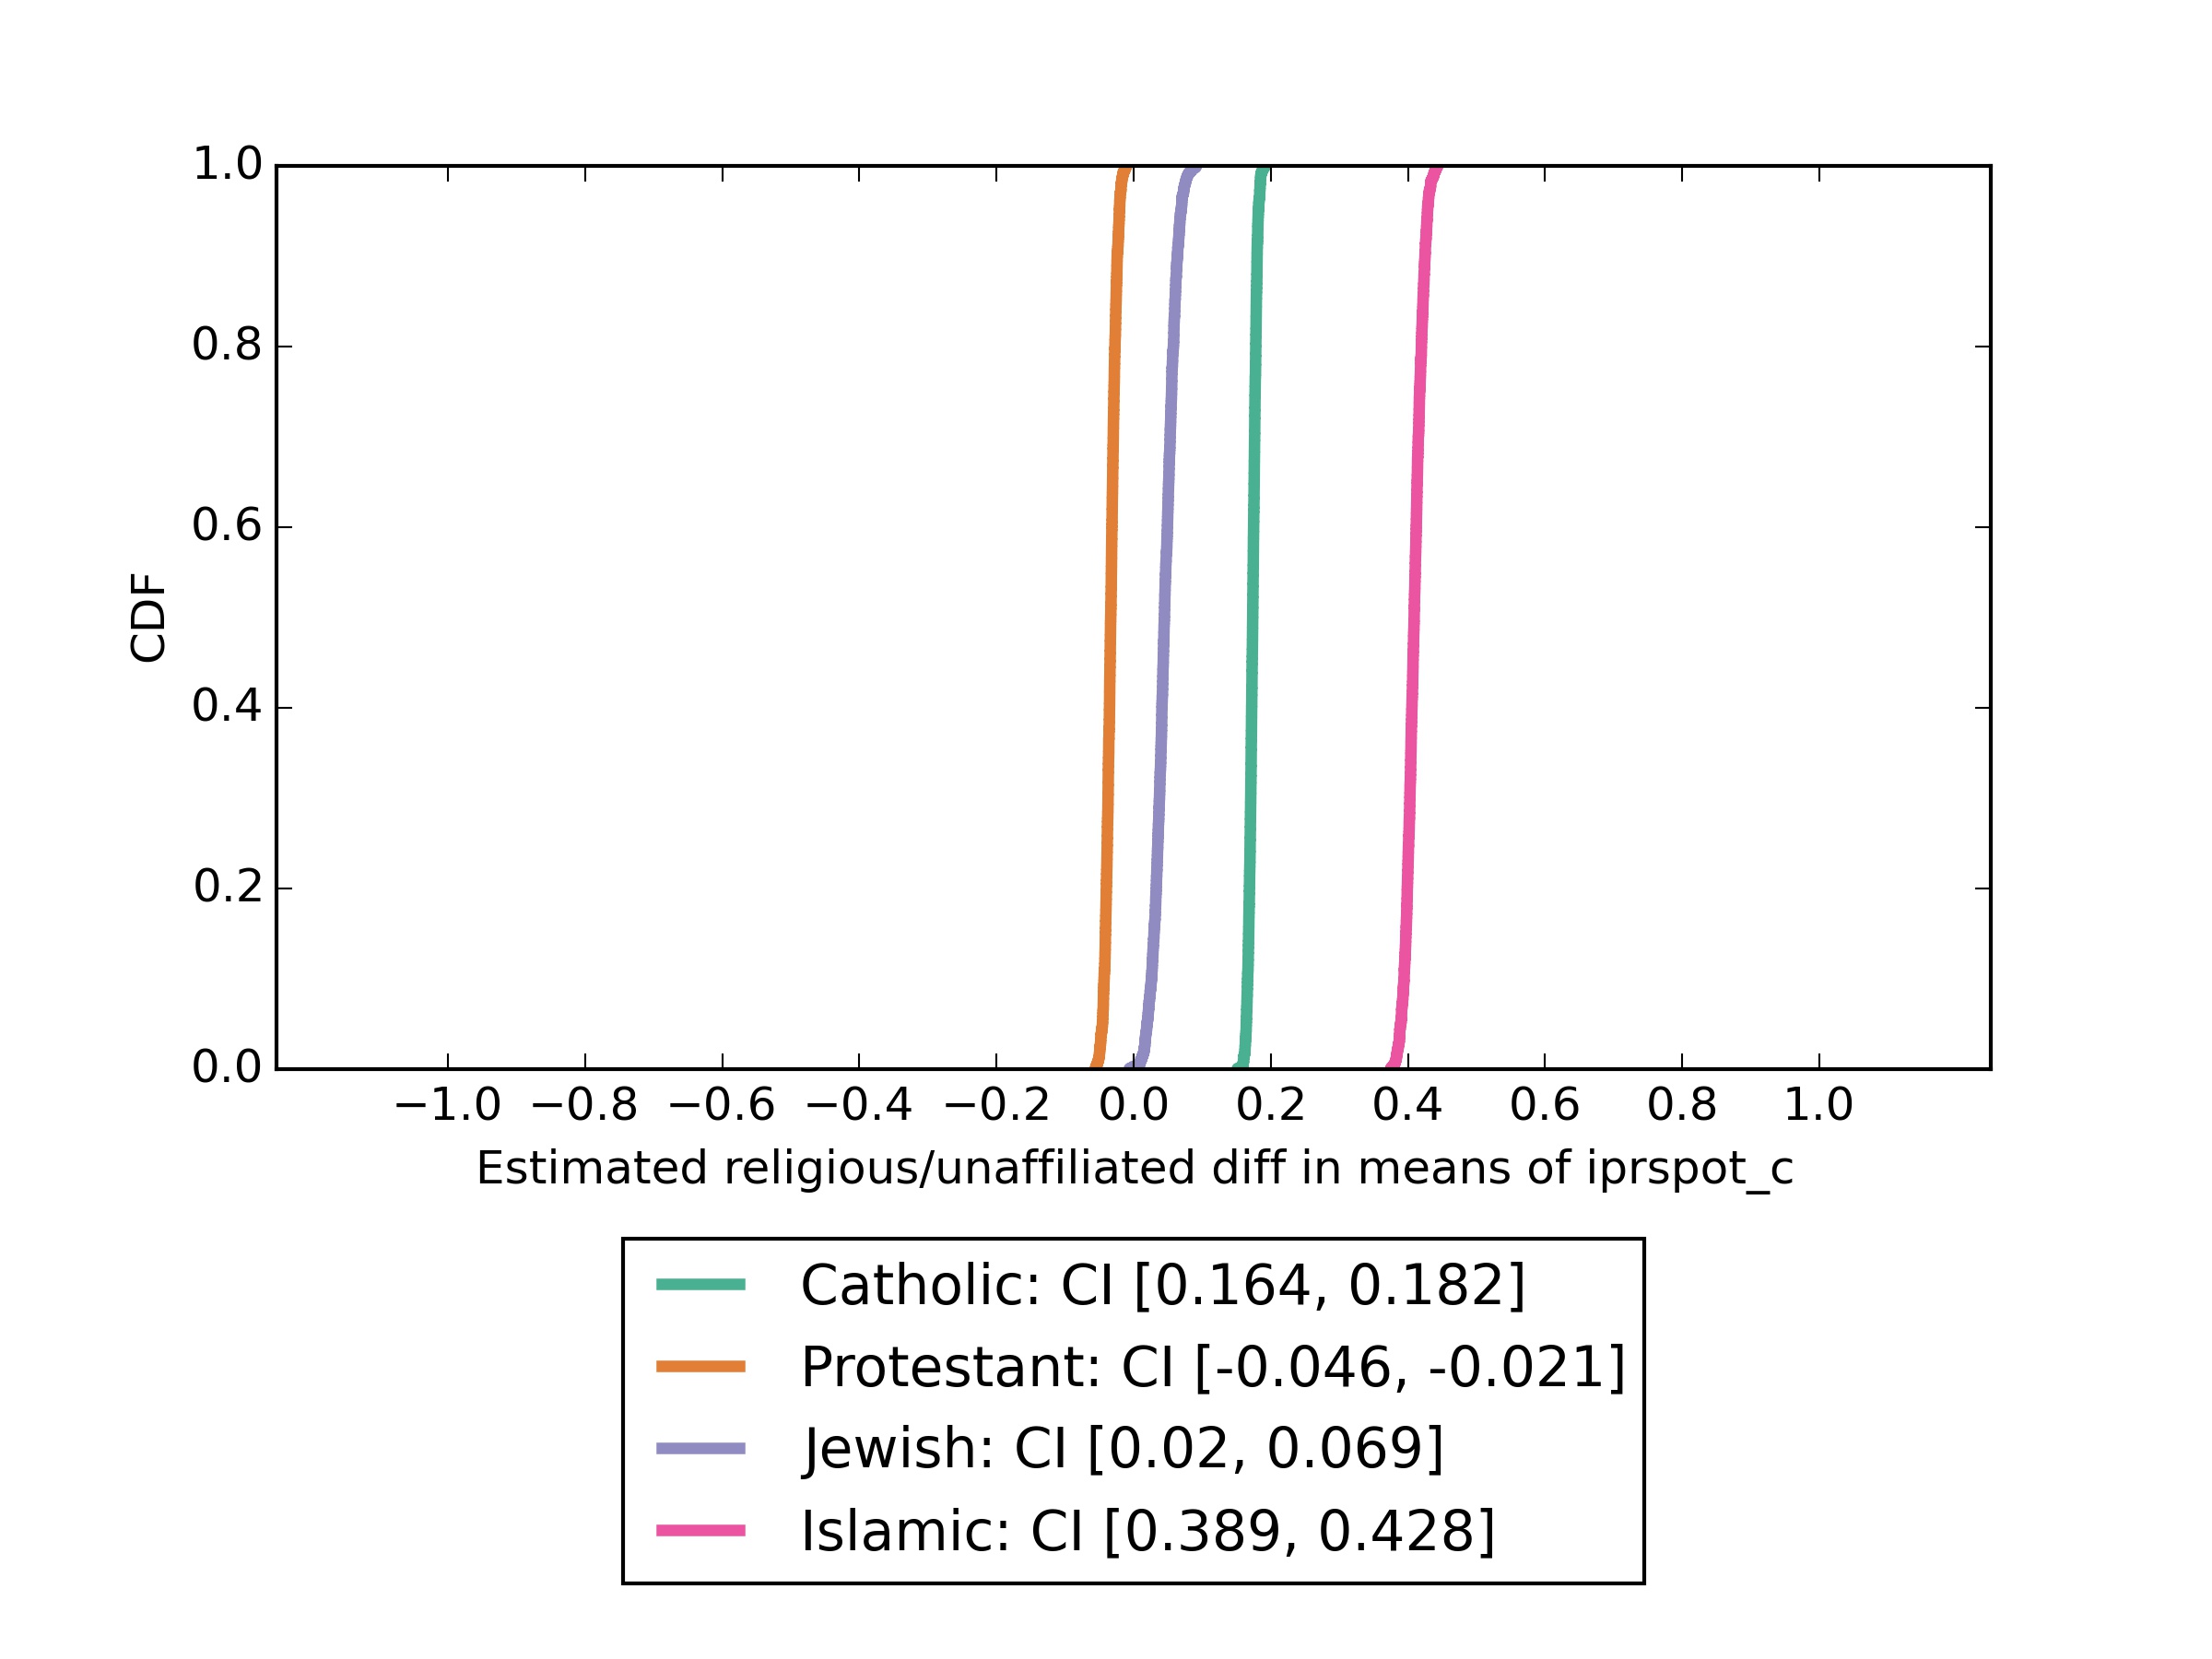 1.0
0.8
0.6
0.4
0.2
0.0
CDF
−1.0 −0.8 −0.6 −0.4 −0.2 0.0 0.2 0.4 0.6 0.8 1.0
Estimated religious/unaffiliated diff in means of iprspot_c
Catholic: CI [0.164, 0.182]
Protestant: CI [-0.046, -0.021]
Jewish: CI [0.02, 0.069]
Islamic: CI [0.389, 0.428]